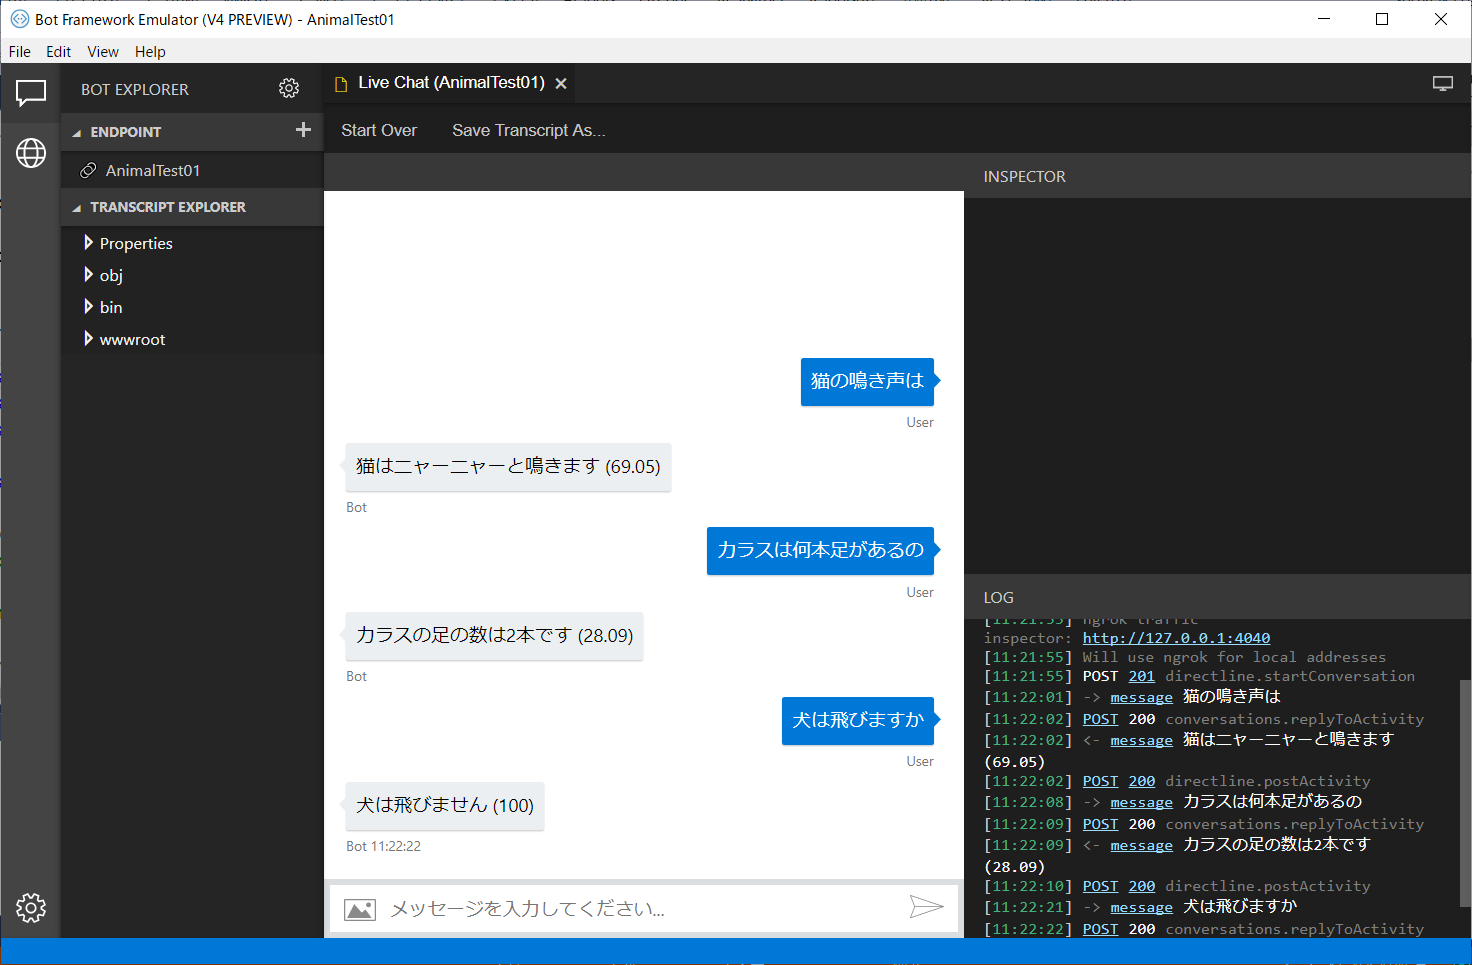 Bot Framework Emulator (V4 PREVIEW) - AnimalTest01
File Edit View Help
BOT EXPLORER
ENDPOINT
AnimalTest01
TRANSCRIPT EXPLORER
Properties
obj
bin
wwwroot
Live Chat (AnimalTest01)
Start Over Save Transcript As...
猫の鳴き声は
User
猫はニャーニャーと鳴きます (69.05)
Bot
カラスは何本足があるの
User
カラスの足の数は2本です (28.09)
Bot
犬は飛びますか
User
犬は飛びません (100)
Bot 11:22:22
メッセージを入力してください...
INSPECTOR
LOG
[11:21:55] ngrok traffic
inspector: http://127.0.0.1:4040
[11:21:55] Will use ngrok for local addresses
[11:21:55] POST 201 directline.startConversation
[11:22:01] -> message 猫の鳴き声は
[11:22:02] POST 200 conversations.replyToActivity
[11:22:02] <- message 猫はニャーニャーと鳴きます
(69.05)
[11:22:02] POST 200 directline.postActivity
[11:22:08] -> message カラスは何本足があるの
[11:22:09] POST 200 conversations.replyToActivity
[11:22:09] <- message カラスの足の数は2本です
(28.09)
[11:22:10] POST 200 directline.postActivity
[11:22:21] -> message 犬は飛びますか
[11:22:22] POST 200 conversations.replyToActivity